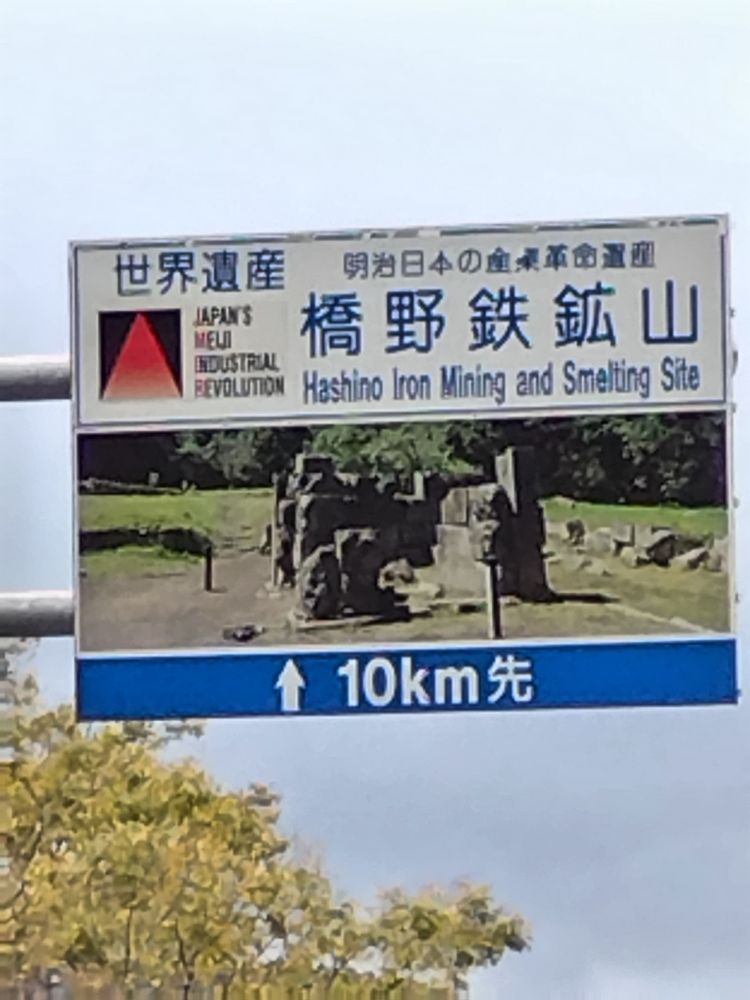 世界遺産
JAPAN'S
MEIJI
INDUSTRIAL
REVOLUTION
明治日本の産業革命遺産
橋野鉄鉱山
Hashino Iron Mining and Smelting Site
↑ 10km先